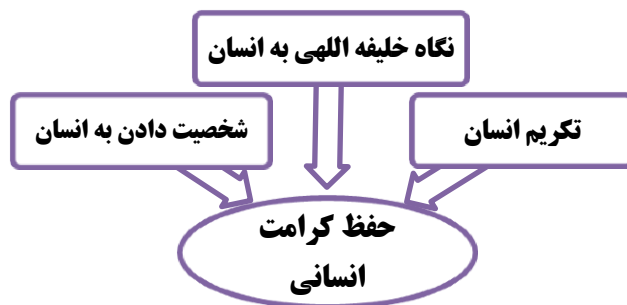 نگاه خلیفه اللهی به انسان
تکریم انسان
شخصیت دادن به انسان
حفظ کرامت
انسانی